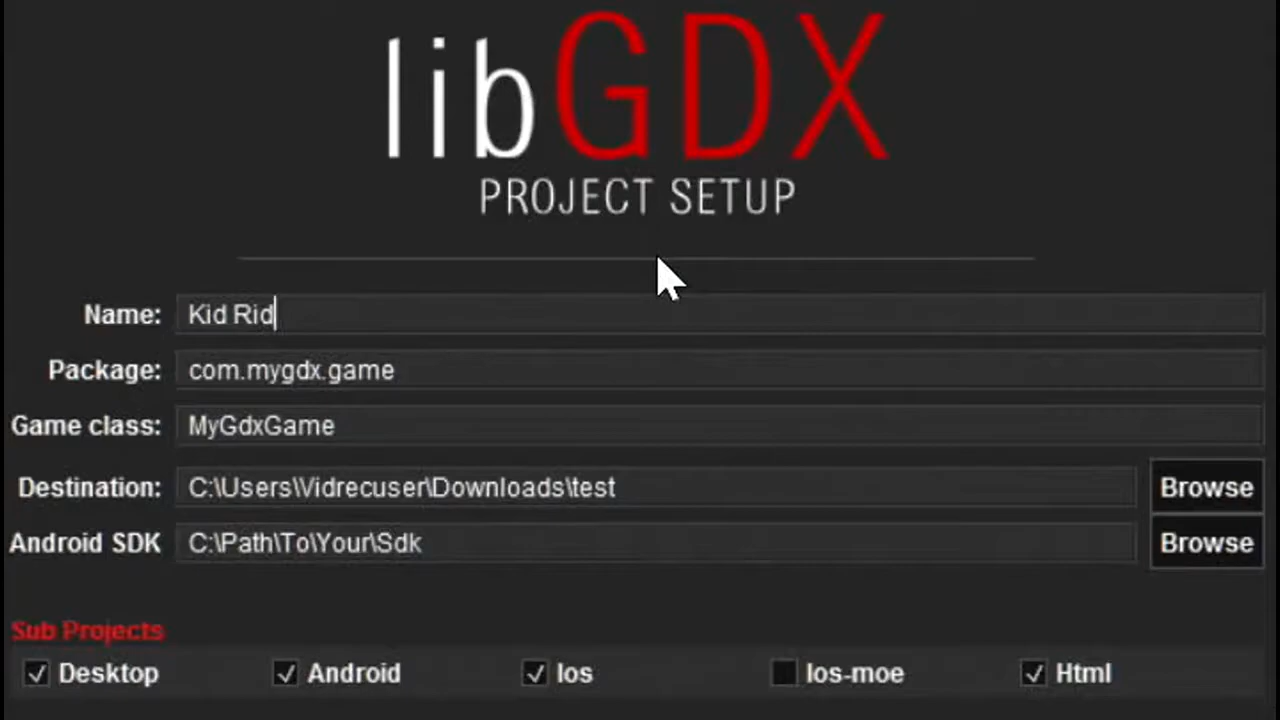 libGDX
PROJECT SETUP
Name: Kid Rid
Package: com.mygdx.game
Game class: MyGdxGame
Destination: C:\Users\Vidrecuser\Downloads\test Browse
Android SDK C:\Path\To\Your\Sdk Browse
Sub Projects
Desktop Android Ios Ios-moe Html